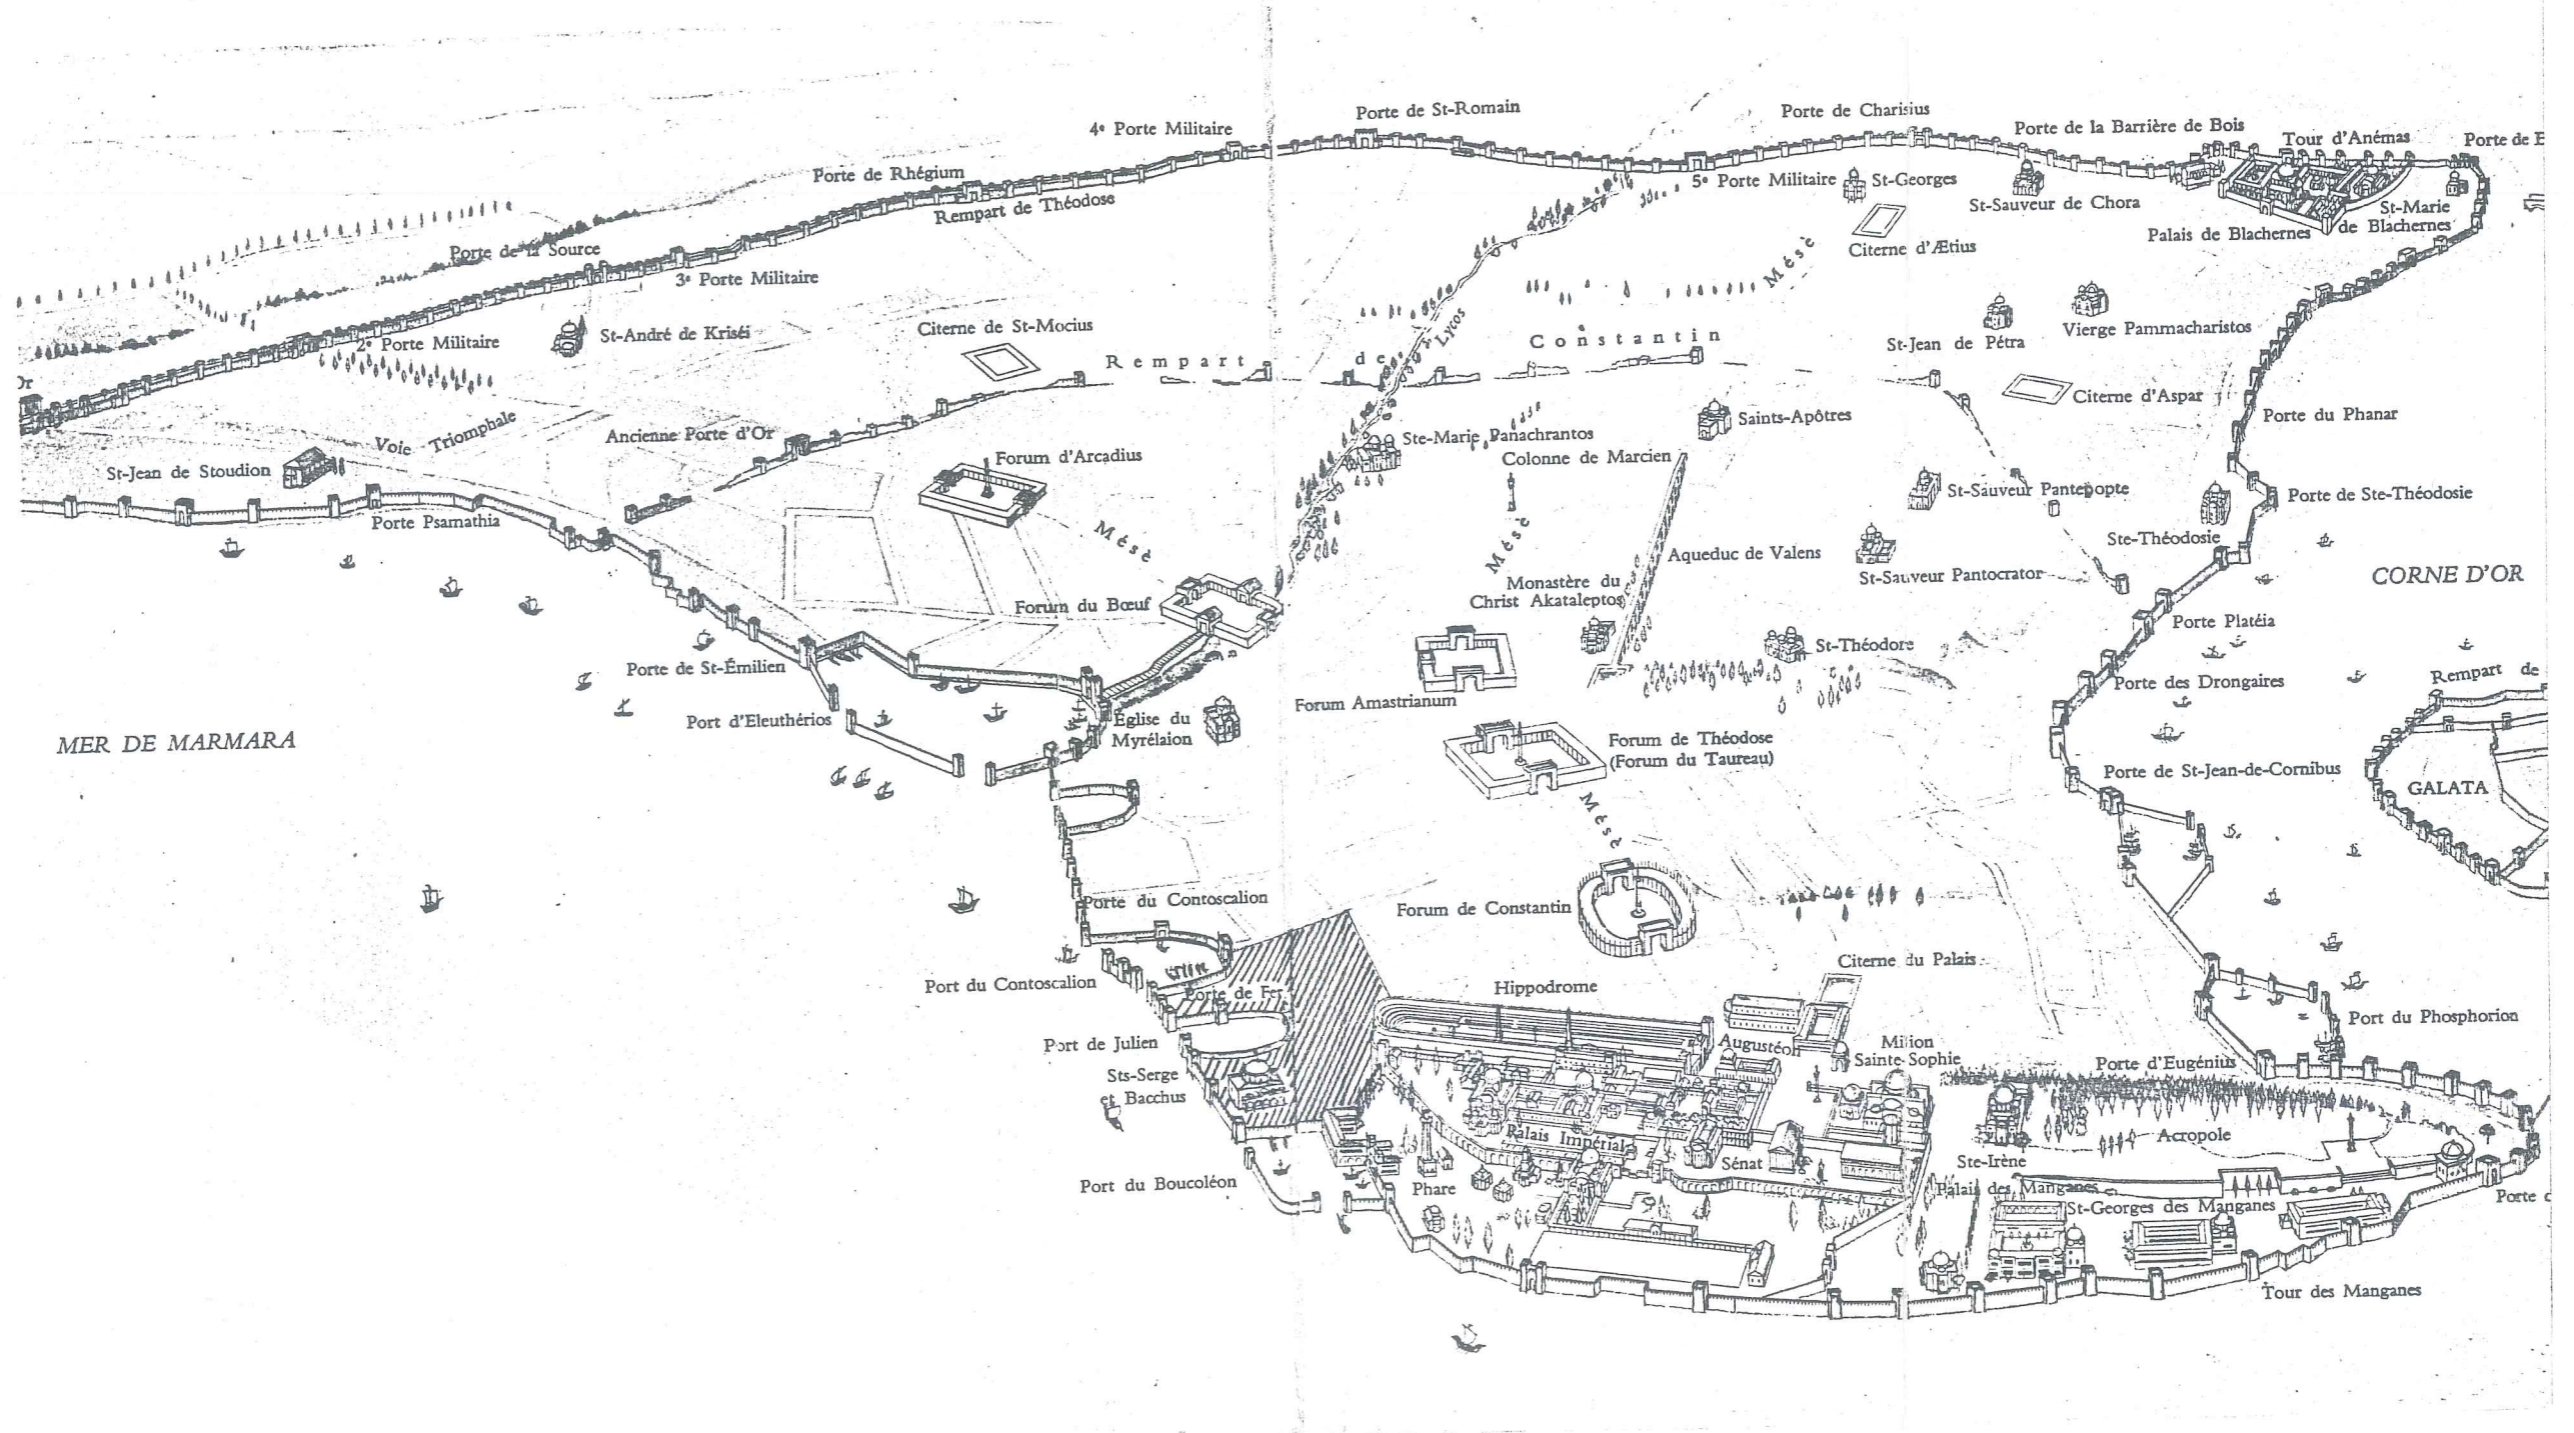 Porte de St-Romain
Porte de Charisius
4e Porte Militaire
Porte de la Barrière de Bois
Tour d'Anémas
Porte de
Porte de Rhégium
5e Porte Militaire
St-Georges
Rempart de Théodose
St-Sauveur de Chora
St-Marie
de Blachernes
Palais de Blachernes
Porte de la Source
3e Porte Militaire
Citerne d'Ætius
Mésè
2e Porte Militaire
St-André de Kriséi
Citerne de St-Mocius
Lycos
Rempart de Constantin
St-Jean de Pétra
Vierge Pammacharistos
Or
Citerne d'Aspar
Voie Triomphale
Ancienne Porte d'Or
Ste-Marie Panachrantos
Saints-Apôtres
Porte du Phanar
St-Jean de Stoudion
Forum d'Arcadius
Colonne de Marcien
St-Sauveur Pantepopte
Porte de Ste-Théodosie
Porte Psamathia
Mésè
Mésè
Ste-Théodosie
Aqueduc de Valens
St-Sauveur Pantocrator
CORNE D'OR
Monastère du
Christ Akataleptos
Forum du Bœuf
Porte Platéia
St-Théodore
Porte de St-Émilien
Rempart de
Porte des Drongaires
Forum Amastrianum
Port d'Eleuthérios
Église du
Myrélaion
MER DE MARMARA
Forum de Théodose
(Forum du Taureau)
Porte de St-Jean-de-Cornibus
GALATA
Mésè
Porte du Contoscalion
Forum de Constantin
Citerne du Palais
Port du Contoscalion
Porte de Fer
Hippodrome
Port du Phosphorion
Port de Julien
Augustéon
Milion
Sainte-Sophie
Porte d'Eugénius
Sts-Serge
et Bacchus
Palais Impérial
Acropole
Sénat
Ste-Irène
Port du Boucoléon
Phare
Palais des Manganes
Porte
St-Georges des Manganes
Tour des Manganes